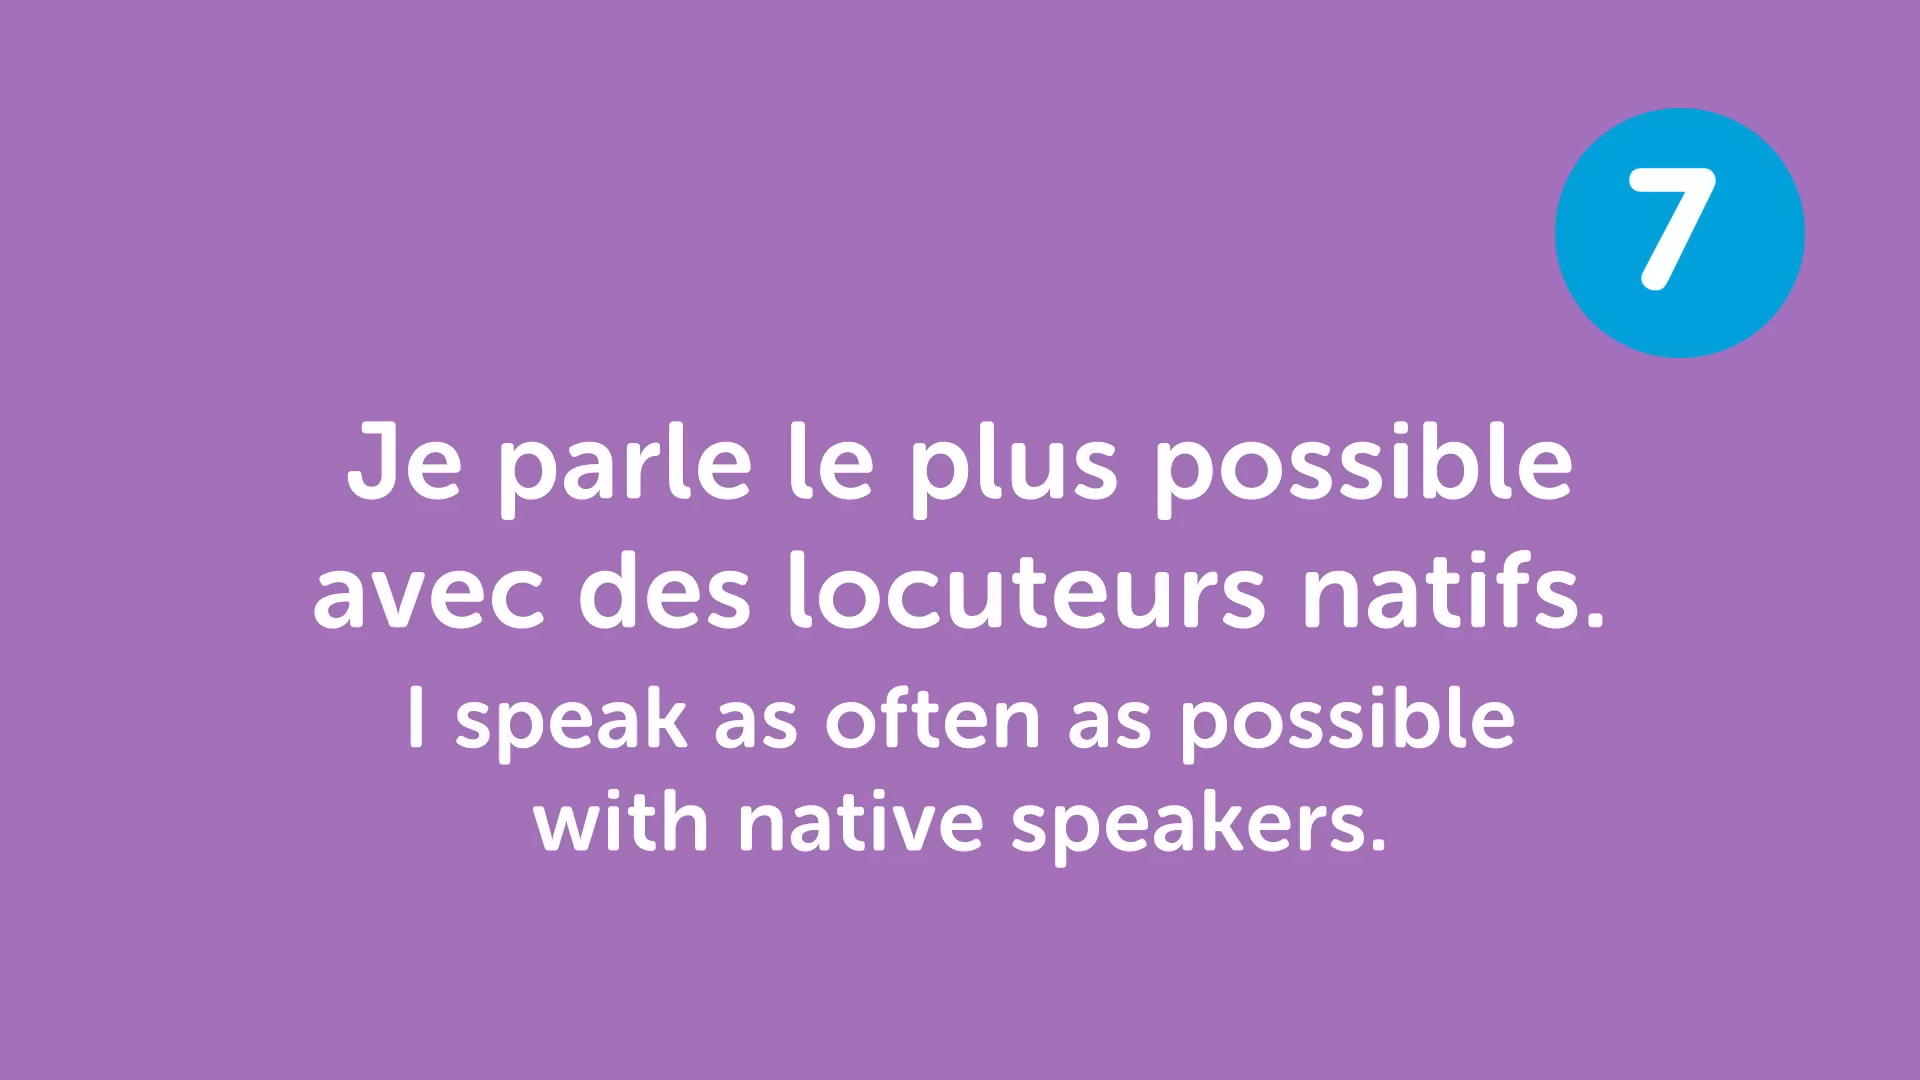 7
Je parle le plus possible
avec des locuteurs natifs.
I speak as often as possible
with native speakers.